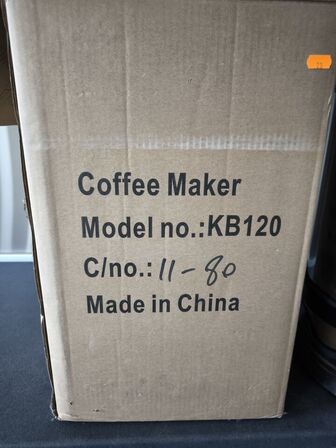 Coffee Maker
Model no.:KB120
C/no.: 11-80
Made in China